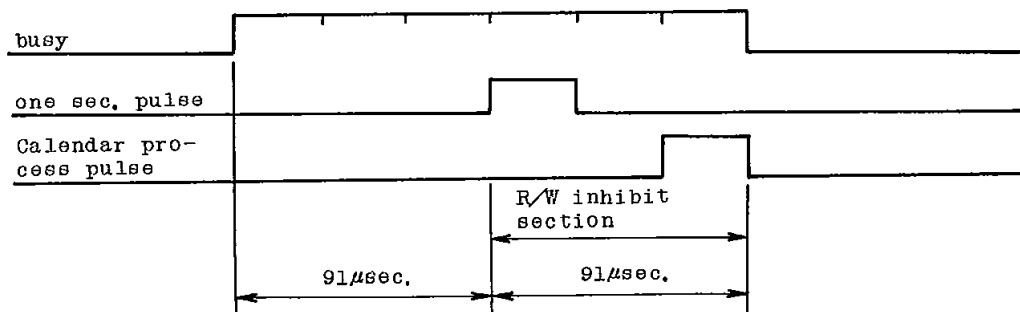 busy
one sec. pulse
Calendar pro-
cess pulse
R/W inhibit
section
91μsec.
91μsec.